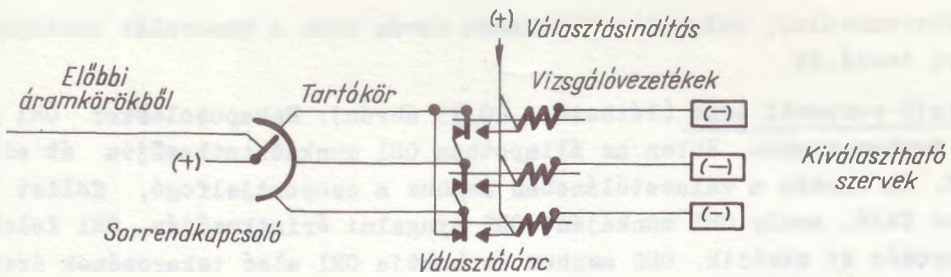 (+)
Választásindítás
Előbbi
áramkörökből
Tartókör
Vizsgálóvezetékek
(−)
(+)
(−)
Kiválasztható
szervek
(−)
Sorrendkapcsoló
Választólánc